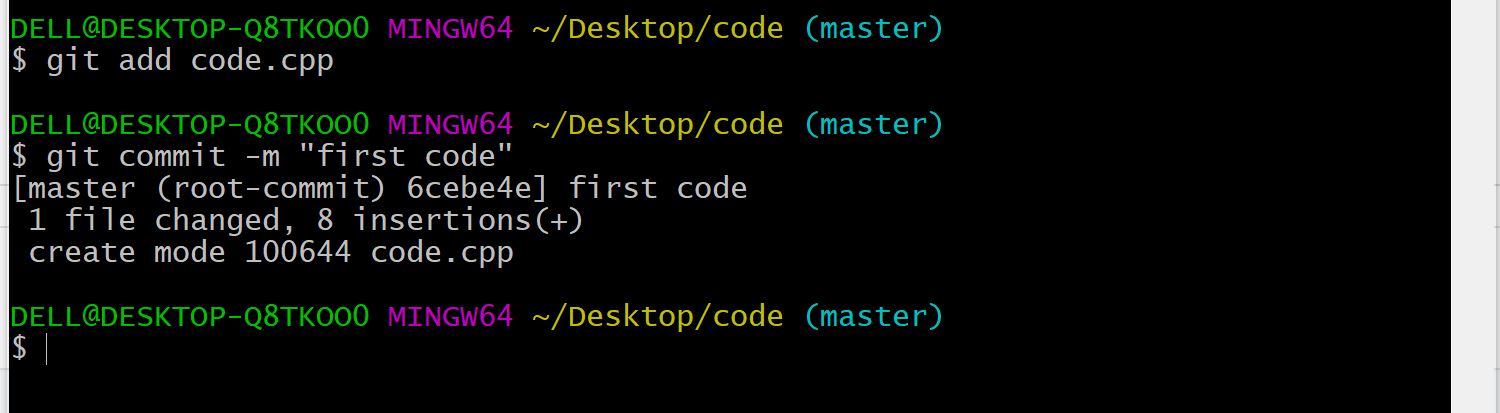 DELL@DESKTOP-Q8TKOO0 MINGW64 ~/Desktop/code (master)
$ git add code.cpp
DELL@DESKTOP-Q8TKOO0 MINGW64 ~/Desktop/code (master)
$ git commit -m "first code"
[master (root-commit) 6cebe4e] first code
 1 file changed, 8 insertions(+)
 create mode 100644 code.cpp
DELL@DESKTOP-Q8TKOO0 MINGW64 ~/Desktop/code (master)
$